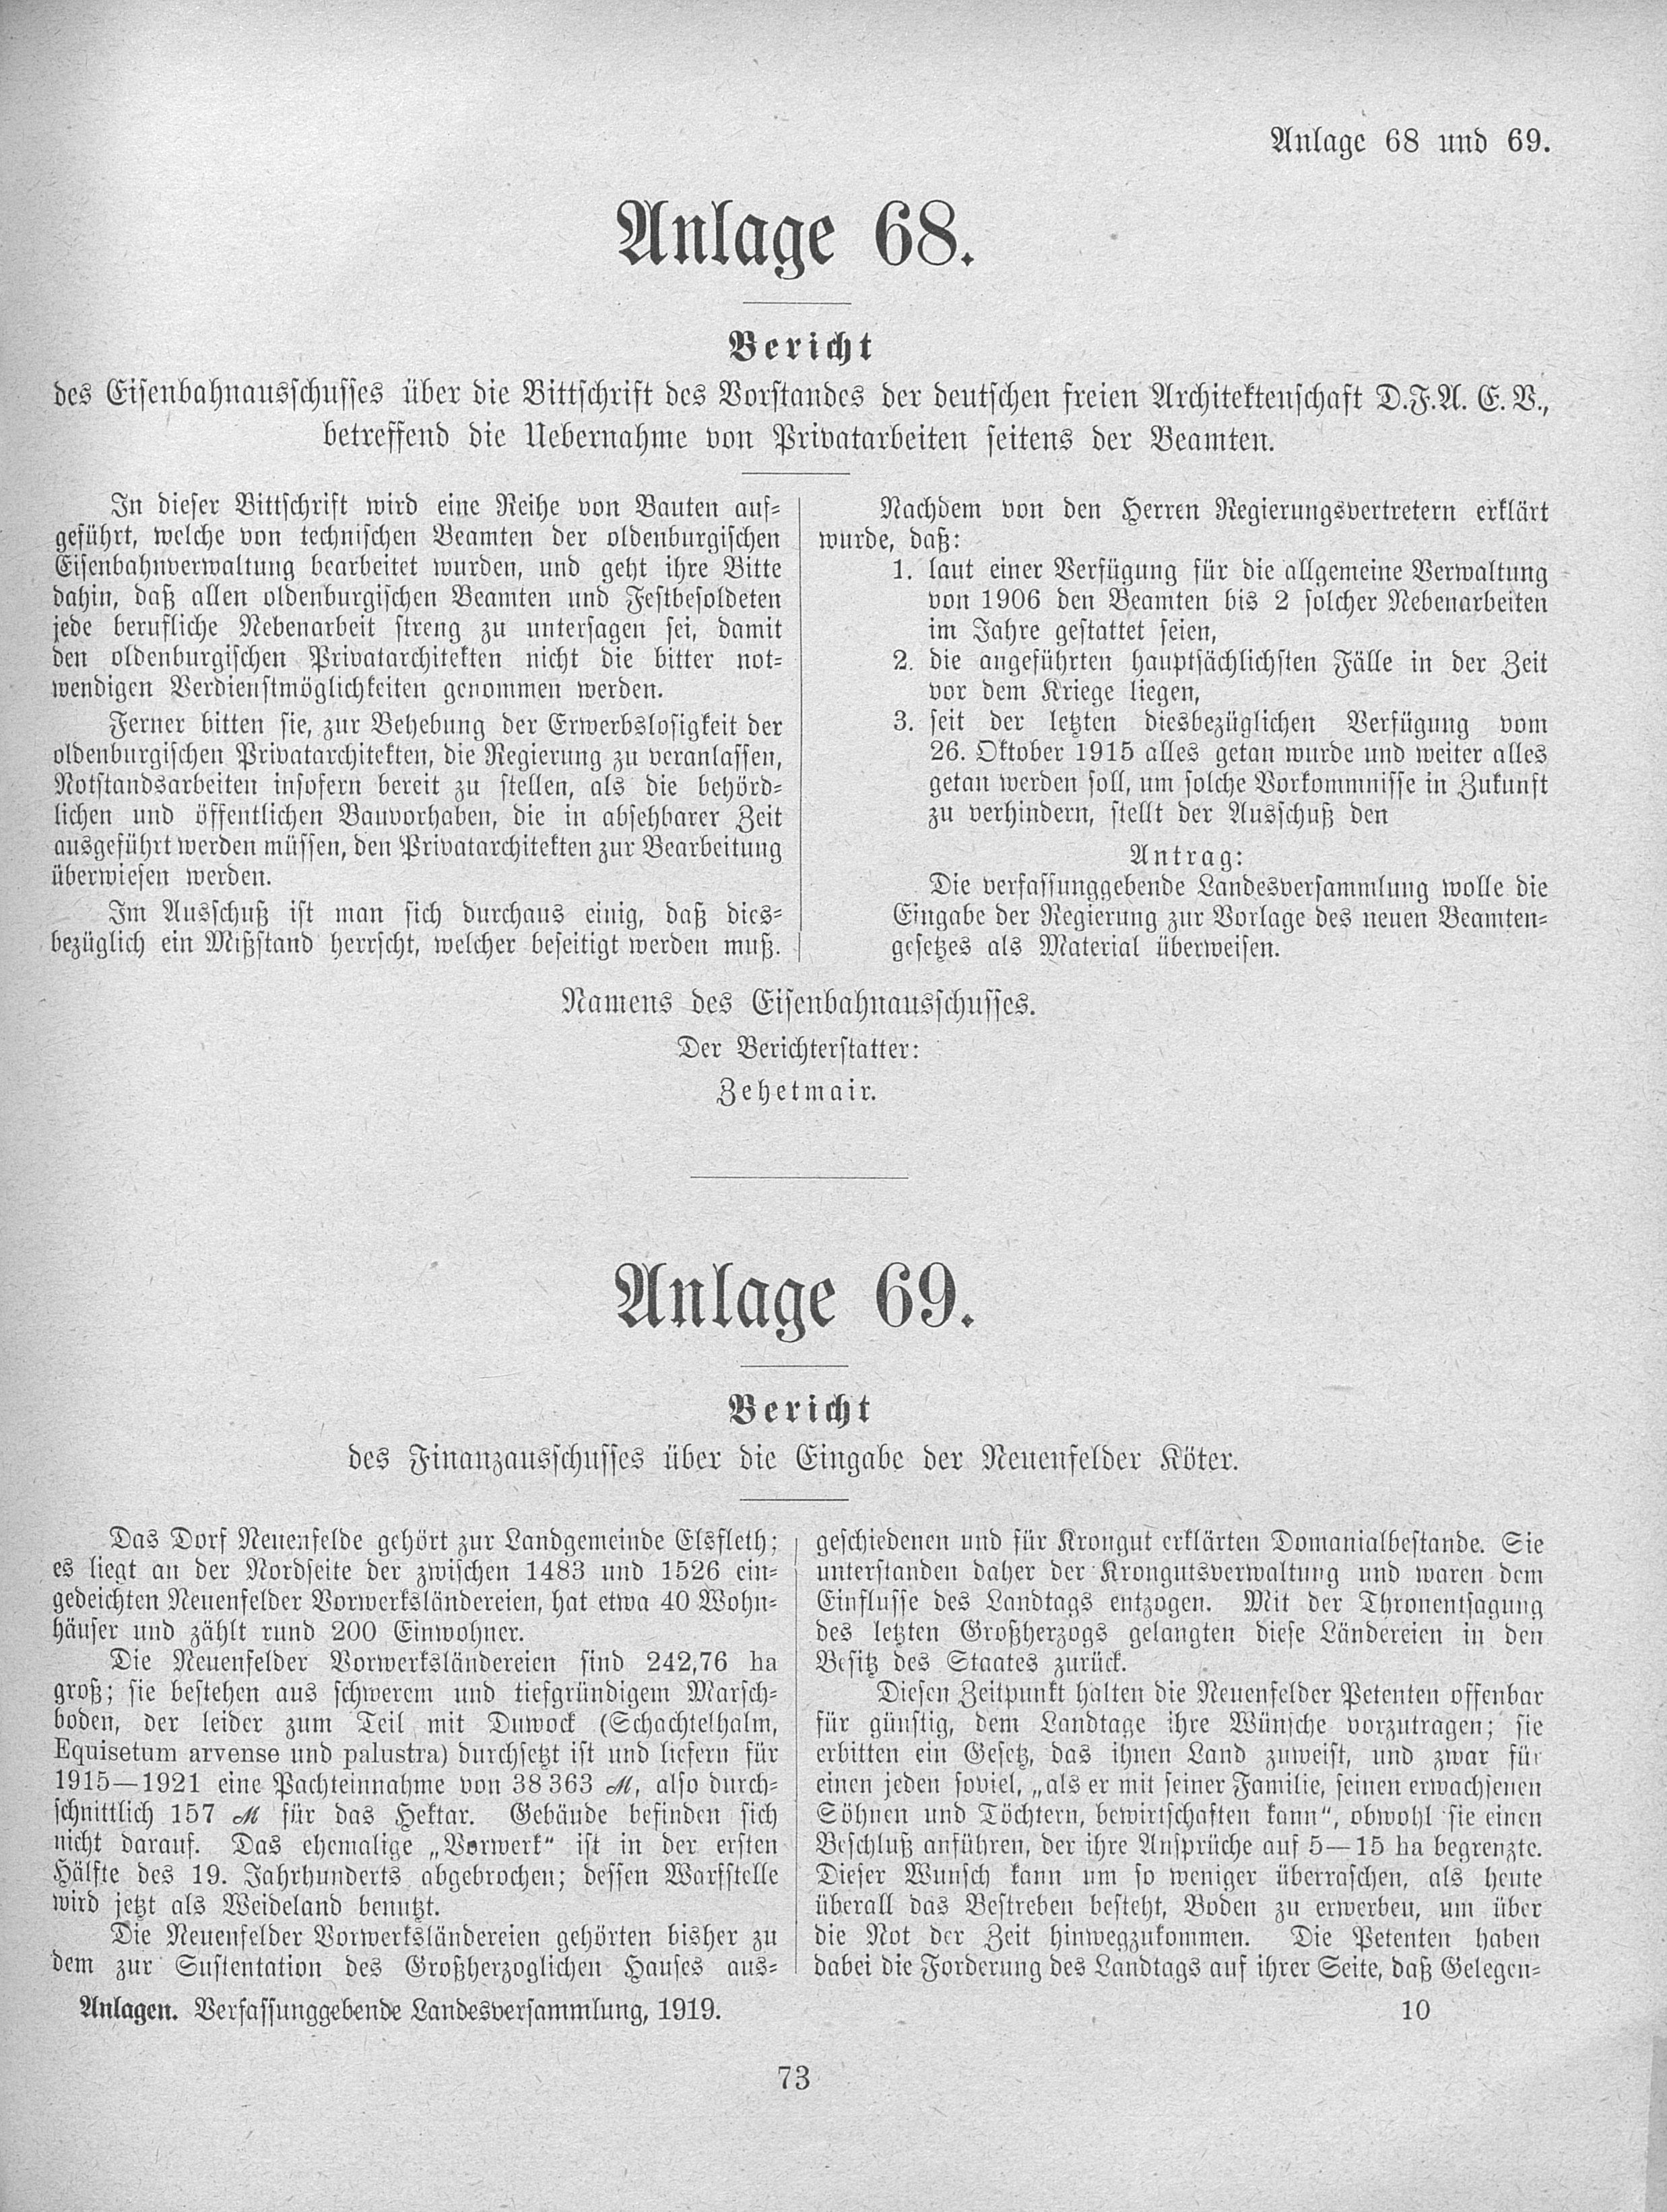 Anlage 68 und 69.
Anlage 68.
Bericht
des Eisenbahnausschusses über die Bittschrift des Vorstandes der deutschen freien Architektenschaft D.F.A. E. V.,
betreffend die Uebernahme von Privatarbeiten seitens der Beamten.
In dieser Bittschrift wird eine Reihe von Bauten auf-
geführt, welche von technischen Beamten der oldenburgischen
Eisenbahnverwaltung bearbeitet wurden, und geht ihre Bitte
dahin, daß allen oldenburgischen Beamten und Festbesoldeten
jede berufliche Nebenarbeit streng zu untersagen sei, damit
den oldenburgischen Privatarchitekten nicht die bitter not-
wendigen Verdienstmöglichkeiten genommen werden.
Ferner bitten sie, zur Behebung der Erwerbslosigkeit der
oldenburgischen Privatarchitekten, die Regierung zu veranlassen,
Notstandsarbeiten insofern bereit zu stellen, als die behörd-
lichen und öffentlichen Bauvorhaben, die in absehbarer Zeit
ausgeführt werden müssen, den Privatarchitekten zur Bearbeitung
überwiesen werden.
Im Ausschuß ist man sich durchaus einig, daß dies-
bezüglich ein Mißstand herrscht, welcher beseitigt werden muß.
Nachdem von den Herren Regierungsvertretern erklärt
wurde, daß:
1. laut einer Verfügung für die allgemeine Verwaltung
von 1906 den Beamten bis 2 solcher Nebenarbeiten
im Jahre gestattet seien,
2. die angeführten hauptsächlichsten Fälle in der Zeit
vor dem Kriege liegen,
3. seit der letzten diesbezüglichen Verfügung vom
26. Oktober 1915 alles getan wurde und weiter alles
getan werden soll, um solche Vorkommnisse in Zukunft
zu verhindern, stellt der Ausschuß den
Antrag:
Die verfassunggebende Landesversammlung wolle die
Eingabe der Regierung zur Vorlage des neuen Beamten-
gesetzes als Material überweisen.
Namens des Eisenbahnausschusses.
Der Berichterstatter:
Zehetmair.
Anlage 69.
Bericht
des Finanzausschusses über die Eingabe der Neuenfelder Köter.
Das Dorf Neuenfelde gehört zur Landgemeinde Elsfleth;
es liegt an der Nordseite der zwischen 1483 und 1526 ein-
gedeichten Neuenfelder Vorwerksländereien, hat etwa 40 Wohn-
häuser und zählt rund 200 Einwohner.
Die Neuenfelder Vorwerksländereien sind 242,76 ha
groß; sie bestehen aus schwerem und tiefgründigem Marsch-
boden, der leider zum Teil mit Duwock (Schachtelhalm,
Equisetum arvense und palustra) durchsetzt ist und liefern für
1915—1921 eine Pachteinnahme von 38 363 ℳ, also durch-
schnittlich 157 ℳ für das Hektar. Gebäude befinden sich
nicht darauf. Das ehemalige „Vorwerk“ ist in der ersten
Hälfte des 19. Jahrhunderts abgebrochen; dessen Warfstelle
wird jetzt als Weideland benutzt.
Die Neuenfelder Vorwerksländereien gehörten bisher zu
dem zur Sustentation des Großherzoglichen Hauses aus-
geschiedenen und für Krongut erklärten Domanialbestande. Sie
unterstanden daher der Krongutsverwaltung und waren dem
Einflusse des Landtags entzogen. Mit der Thronentsagung
des letzten Großherzogs gelangten diese Ländereien in den
Besitz des Staates zurück.
Diesen Zeitpunkt halten die Neuenfelder Petenten offenbar
für günstig, dem Landtage ihre Wünsche vorzutragen; sie
erbitten ein Gesetz, das ihnen Land zuweist, und zwar für
einen jeden soviel, „als er mit seiner Familie, seinen erwachsenen
Söhnen und Töchtern, bewirtschaften kann“, obwohl sie einen
Beschluß anführen, der ihre Ansprüche auf 5—15 ha begrenzte.
Dieser Wunsch kann um so weniger überraschen, als heute
überall das Bestreben besteht, Boden zu erwerben, um über
die Not der Zeit hinwegzukommen. Die Petenten haben
dabei die Forderung des Landtags auf ihrer Seite, daß Gelegen-
Anlagen. Verfassunggebende Landesversammlung, 1919.
10
73